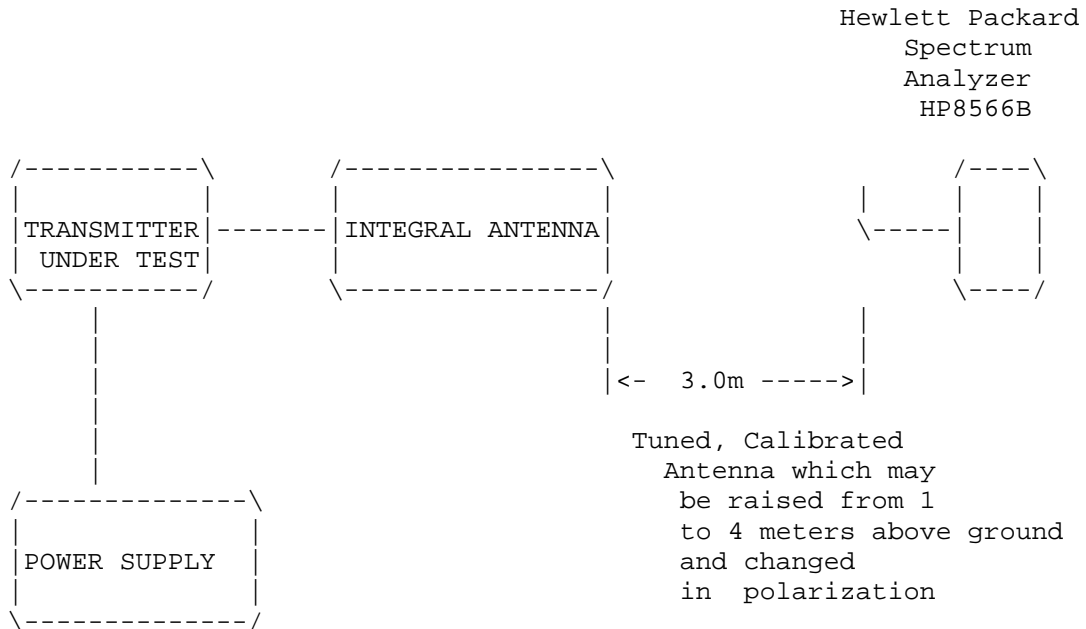 Hewlett Packard
Spectrum
Analyzer
HP8566B
TRANSMITTER
UNDER TEST
INTEGRAL ANTENNA
<- 3.0m ----->
Tuned, Calibrated
Antenna which may
be raised from 1
to 4 meters above ground
and changed
in polarization
POWER SUPPLY